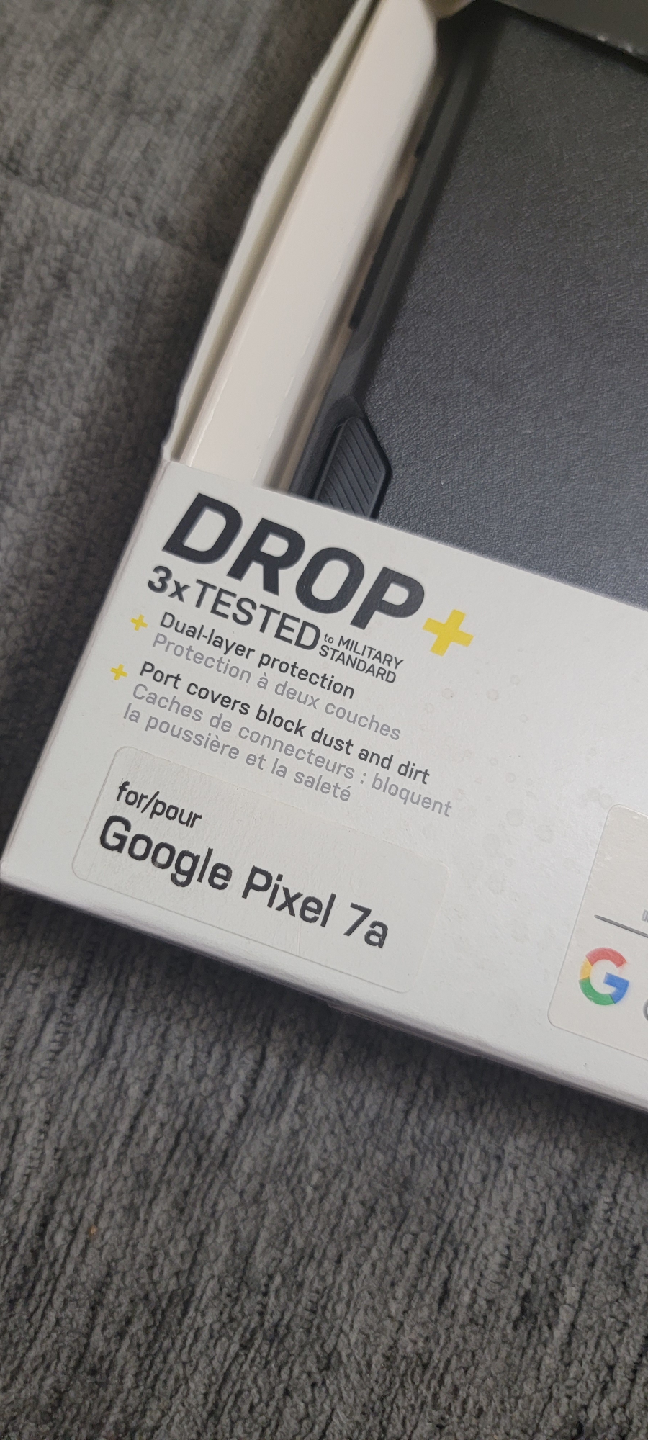 DROP+
3x TESTED to MILITARY STANDARD
+ Dual-layer protection
Protection à deux couches
+ Port covers block dust and dirt
Caches de connecteurs : bloquent
la poussière et la saleté
for/pour
Google Pixel 7a
G